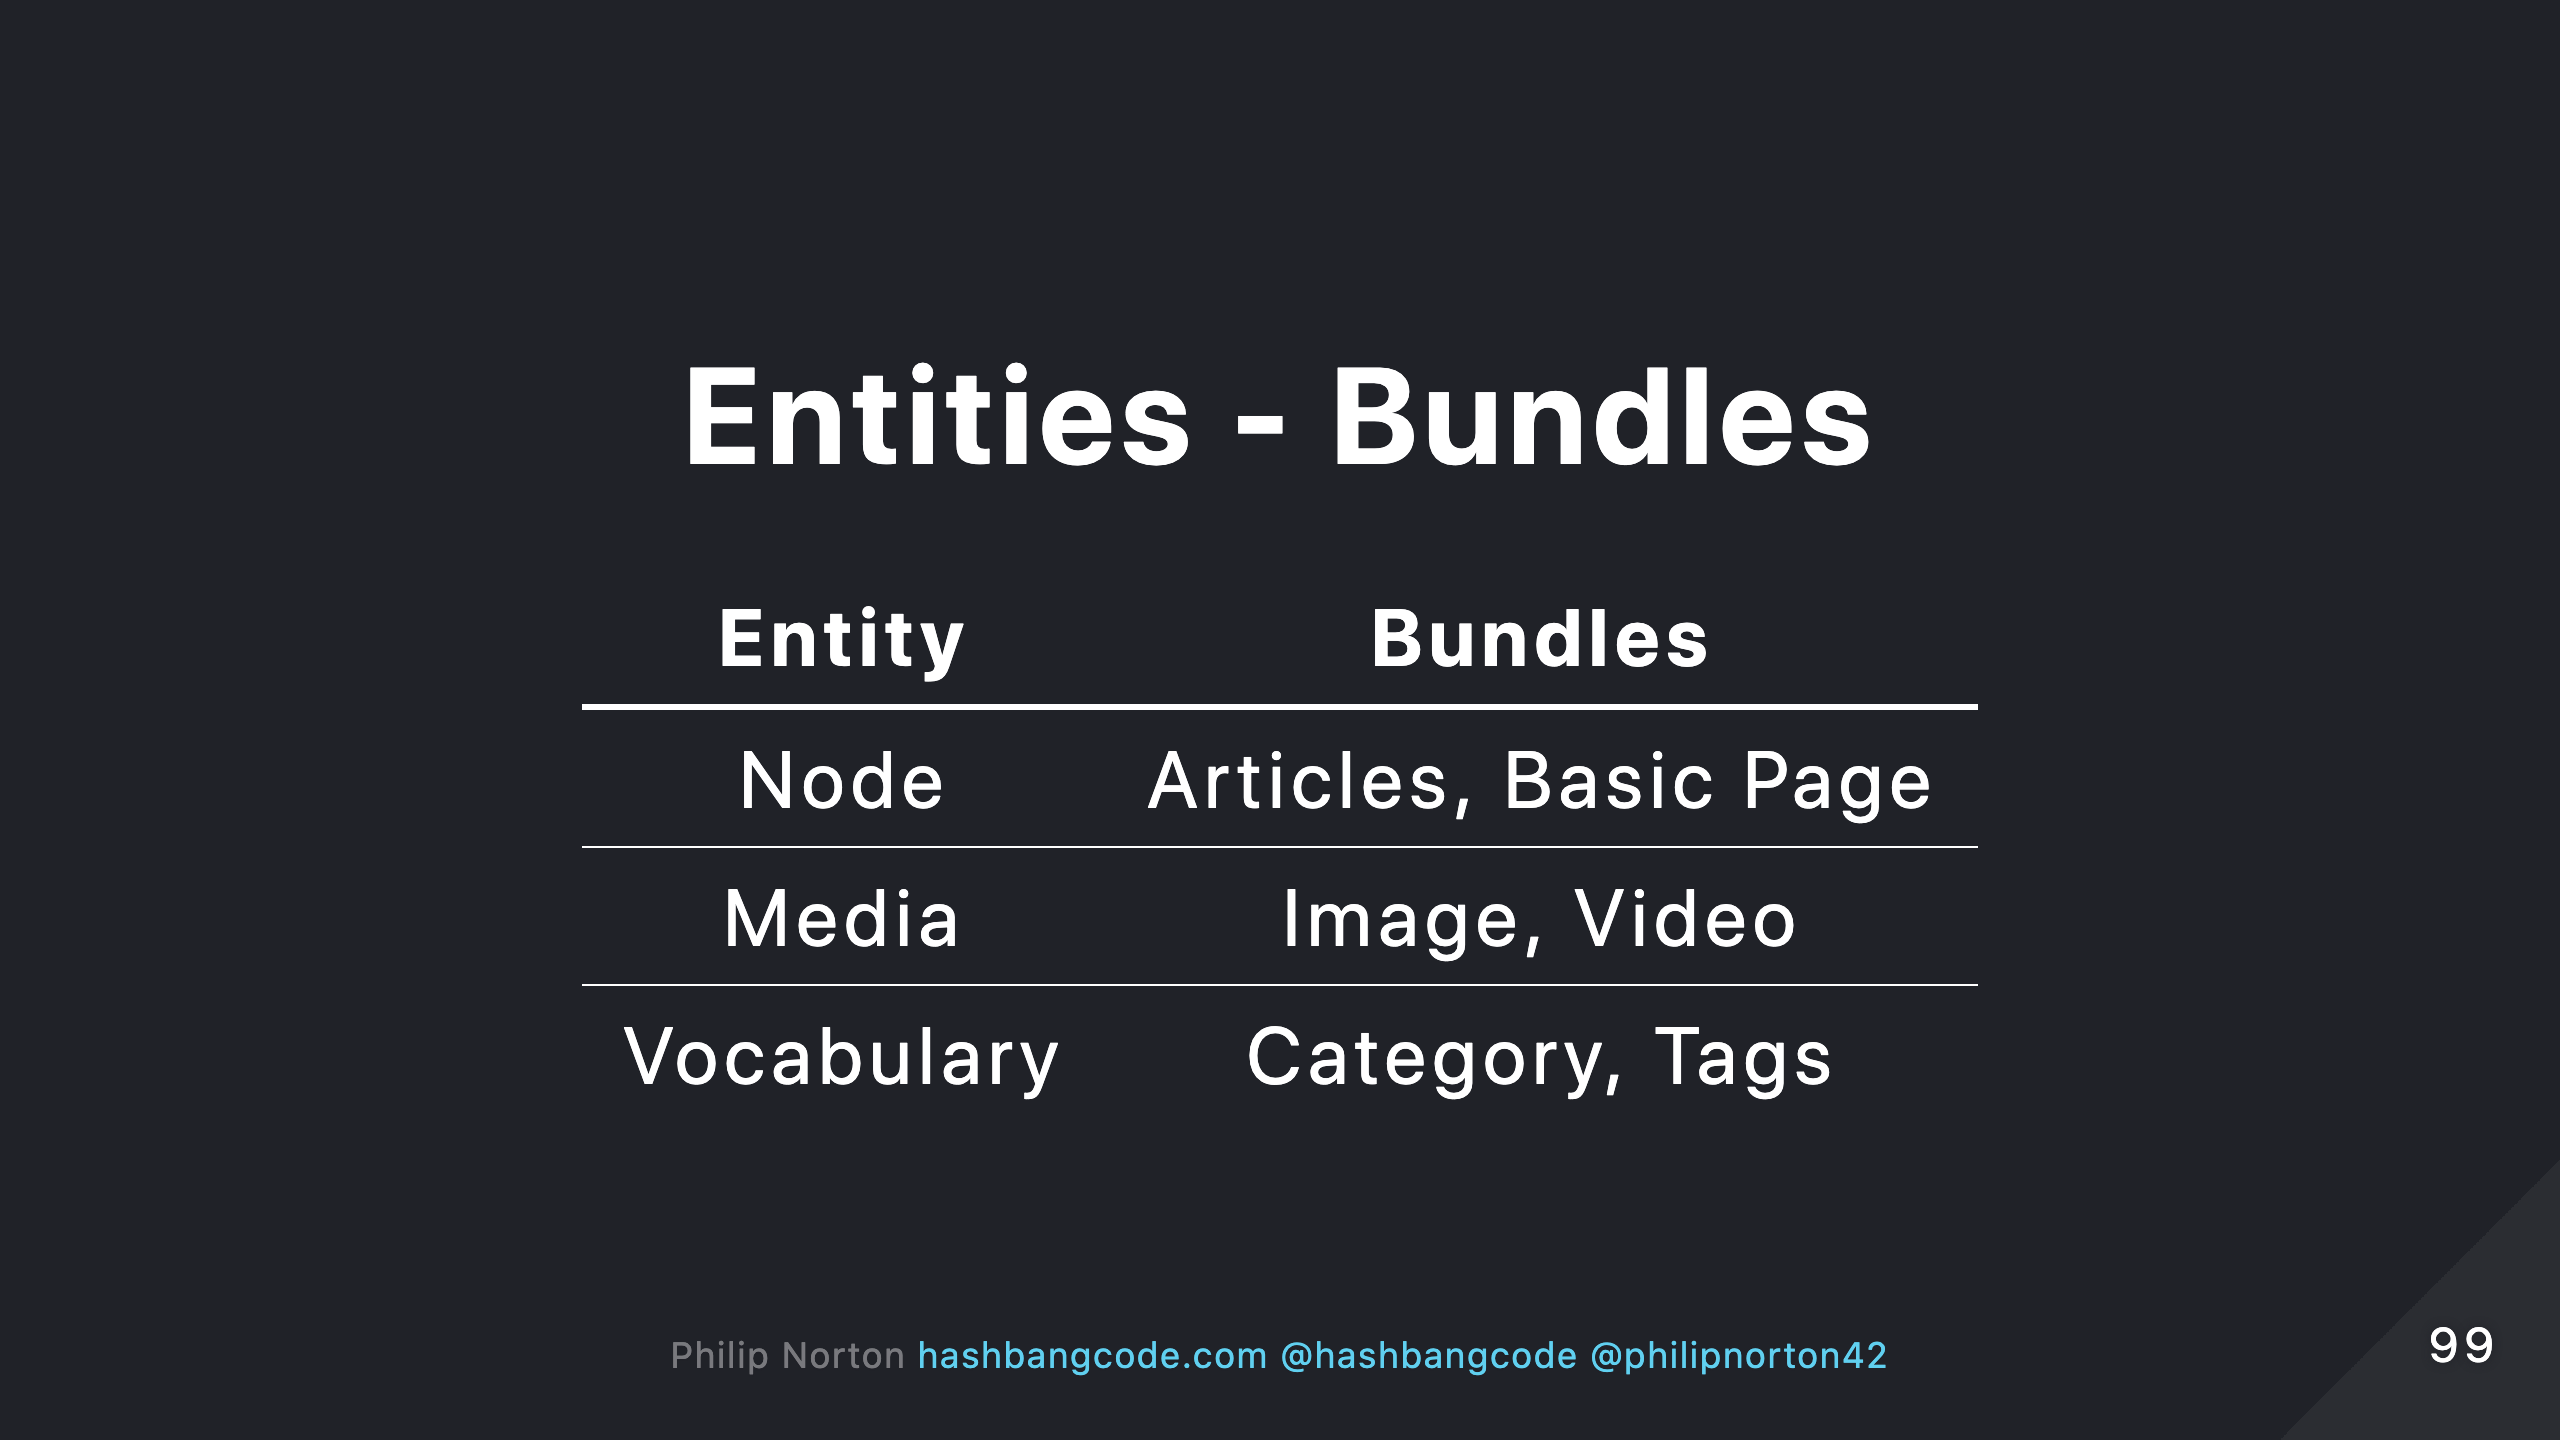 Entities - Bundles
Entity Bundles
Node Articles, Basic Page
Media Image, Video
Vocabulary Category, Tags
Philip Norton hashbangcode.com @hashbangcode @philipnorton42
99